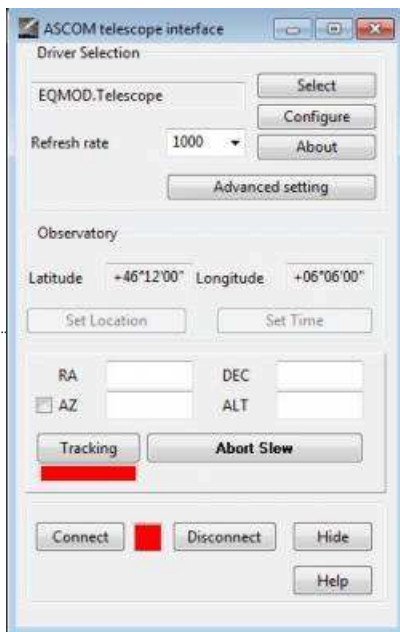 ASCOM telescope interface
Driver Selection
EQMOD.Telescope
Select
Configure
Refresh rate
1000
About
Advanced setting
Observatory
Latitude +46°12'00" Longitude +06°06'00"
Set Location Set Time
RA DEC
AZ ALT
Tracking Abort Slew
Connect Disconnect Hide
Help